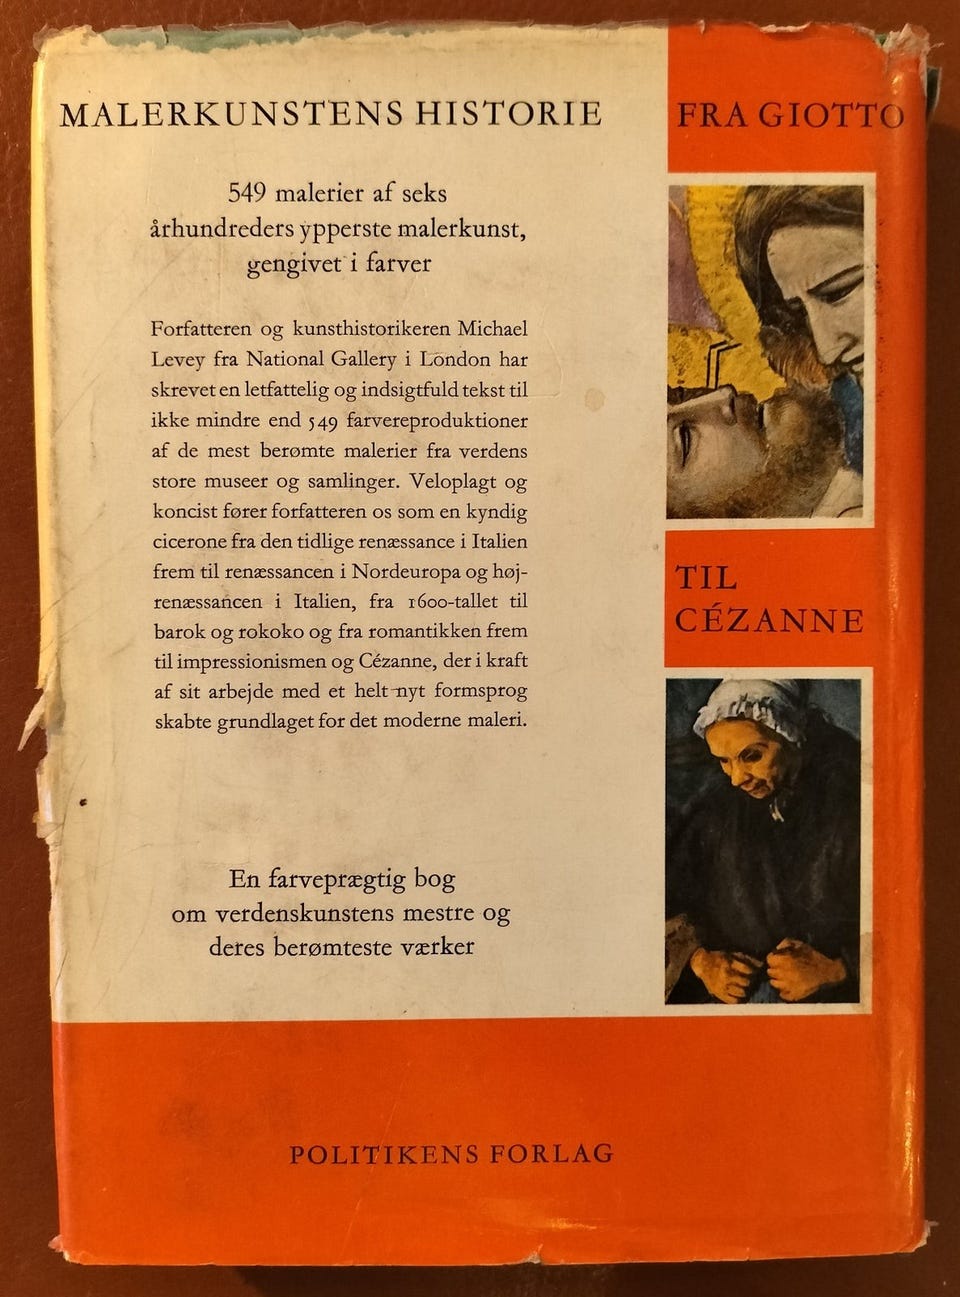 MALERKUNSTENS HISTORIE
FRA GIOTTO
549 malerier af seks
århundreders ypperste malerkunst,
gengivet i farver
Forfatteren og kunsthistorikeren Michael
Levey fra National Gallery i London har
skrevet en letfattelig og indsigtfuld tekst til
ikke mindre end 549 farvereproduktioner
af de mest berømte malerier fra verdens
store museer og samlinger. Veloplagt og
koncist fører forfatteren os som en kyndig
cicerone fra den tidlige renæssance i Italien
frem til renæssancen i Nordeuropa og høj-
renæssancen i Italien, fra 1600-tallet til
barok og rokoko og fra romantikken frem
til impressionismen og Cézanne, der i kraft
af sit arbejde med et helt nyt formsprog
skabte grundlaget for det moderne maleri.
TIL
CÉZANNE
En farveprægtig bog
om verdenskunstens mestre og
deres berømteste værker
POLITIKENS FORLAG